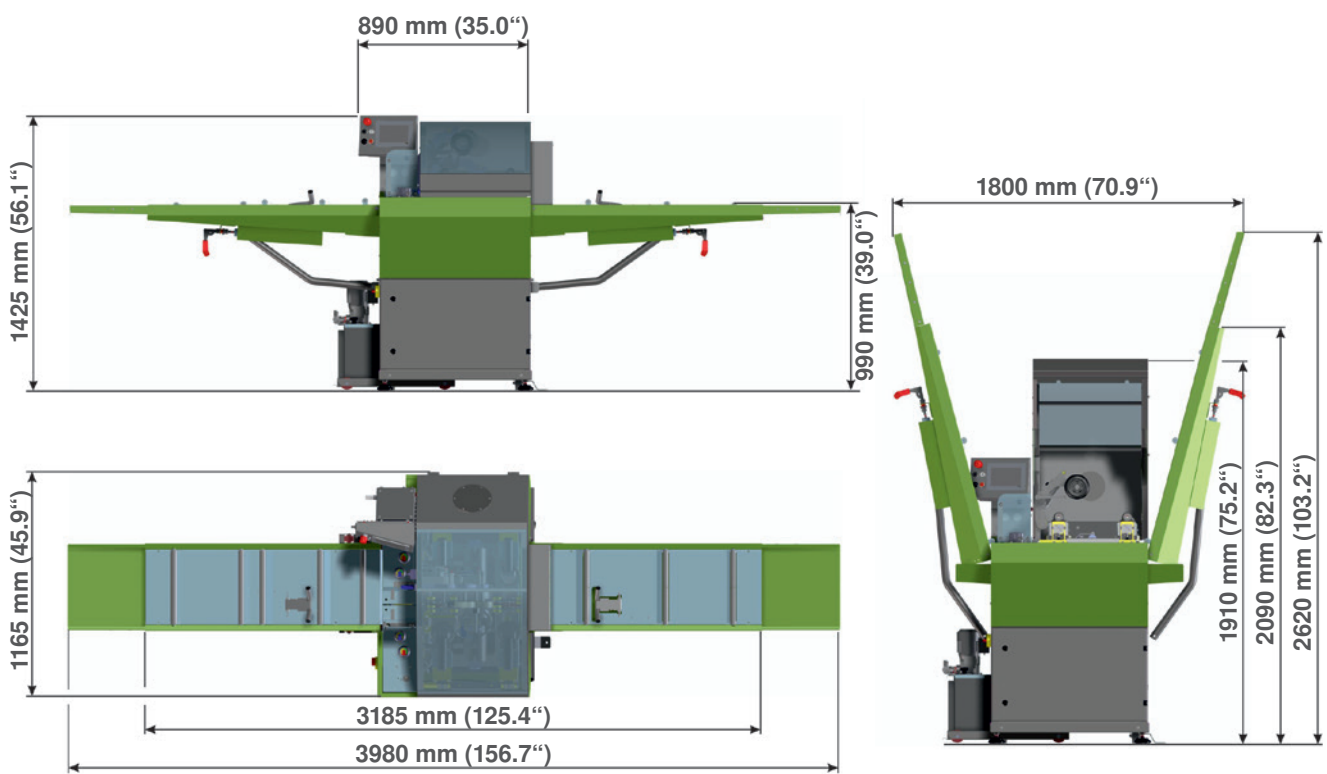 890 mm (35.0“)
1425 mm (56.1“)
990 mm (39.0“)
1800 mm (70.9“)
1910 mm (75.2“)
2090 mm (82.3“)
2620 mm (103.2“)
1165 mm (45.9“)
3185 mm (125.4“)
3980 mm (156.7“)